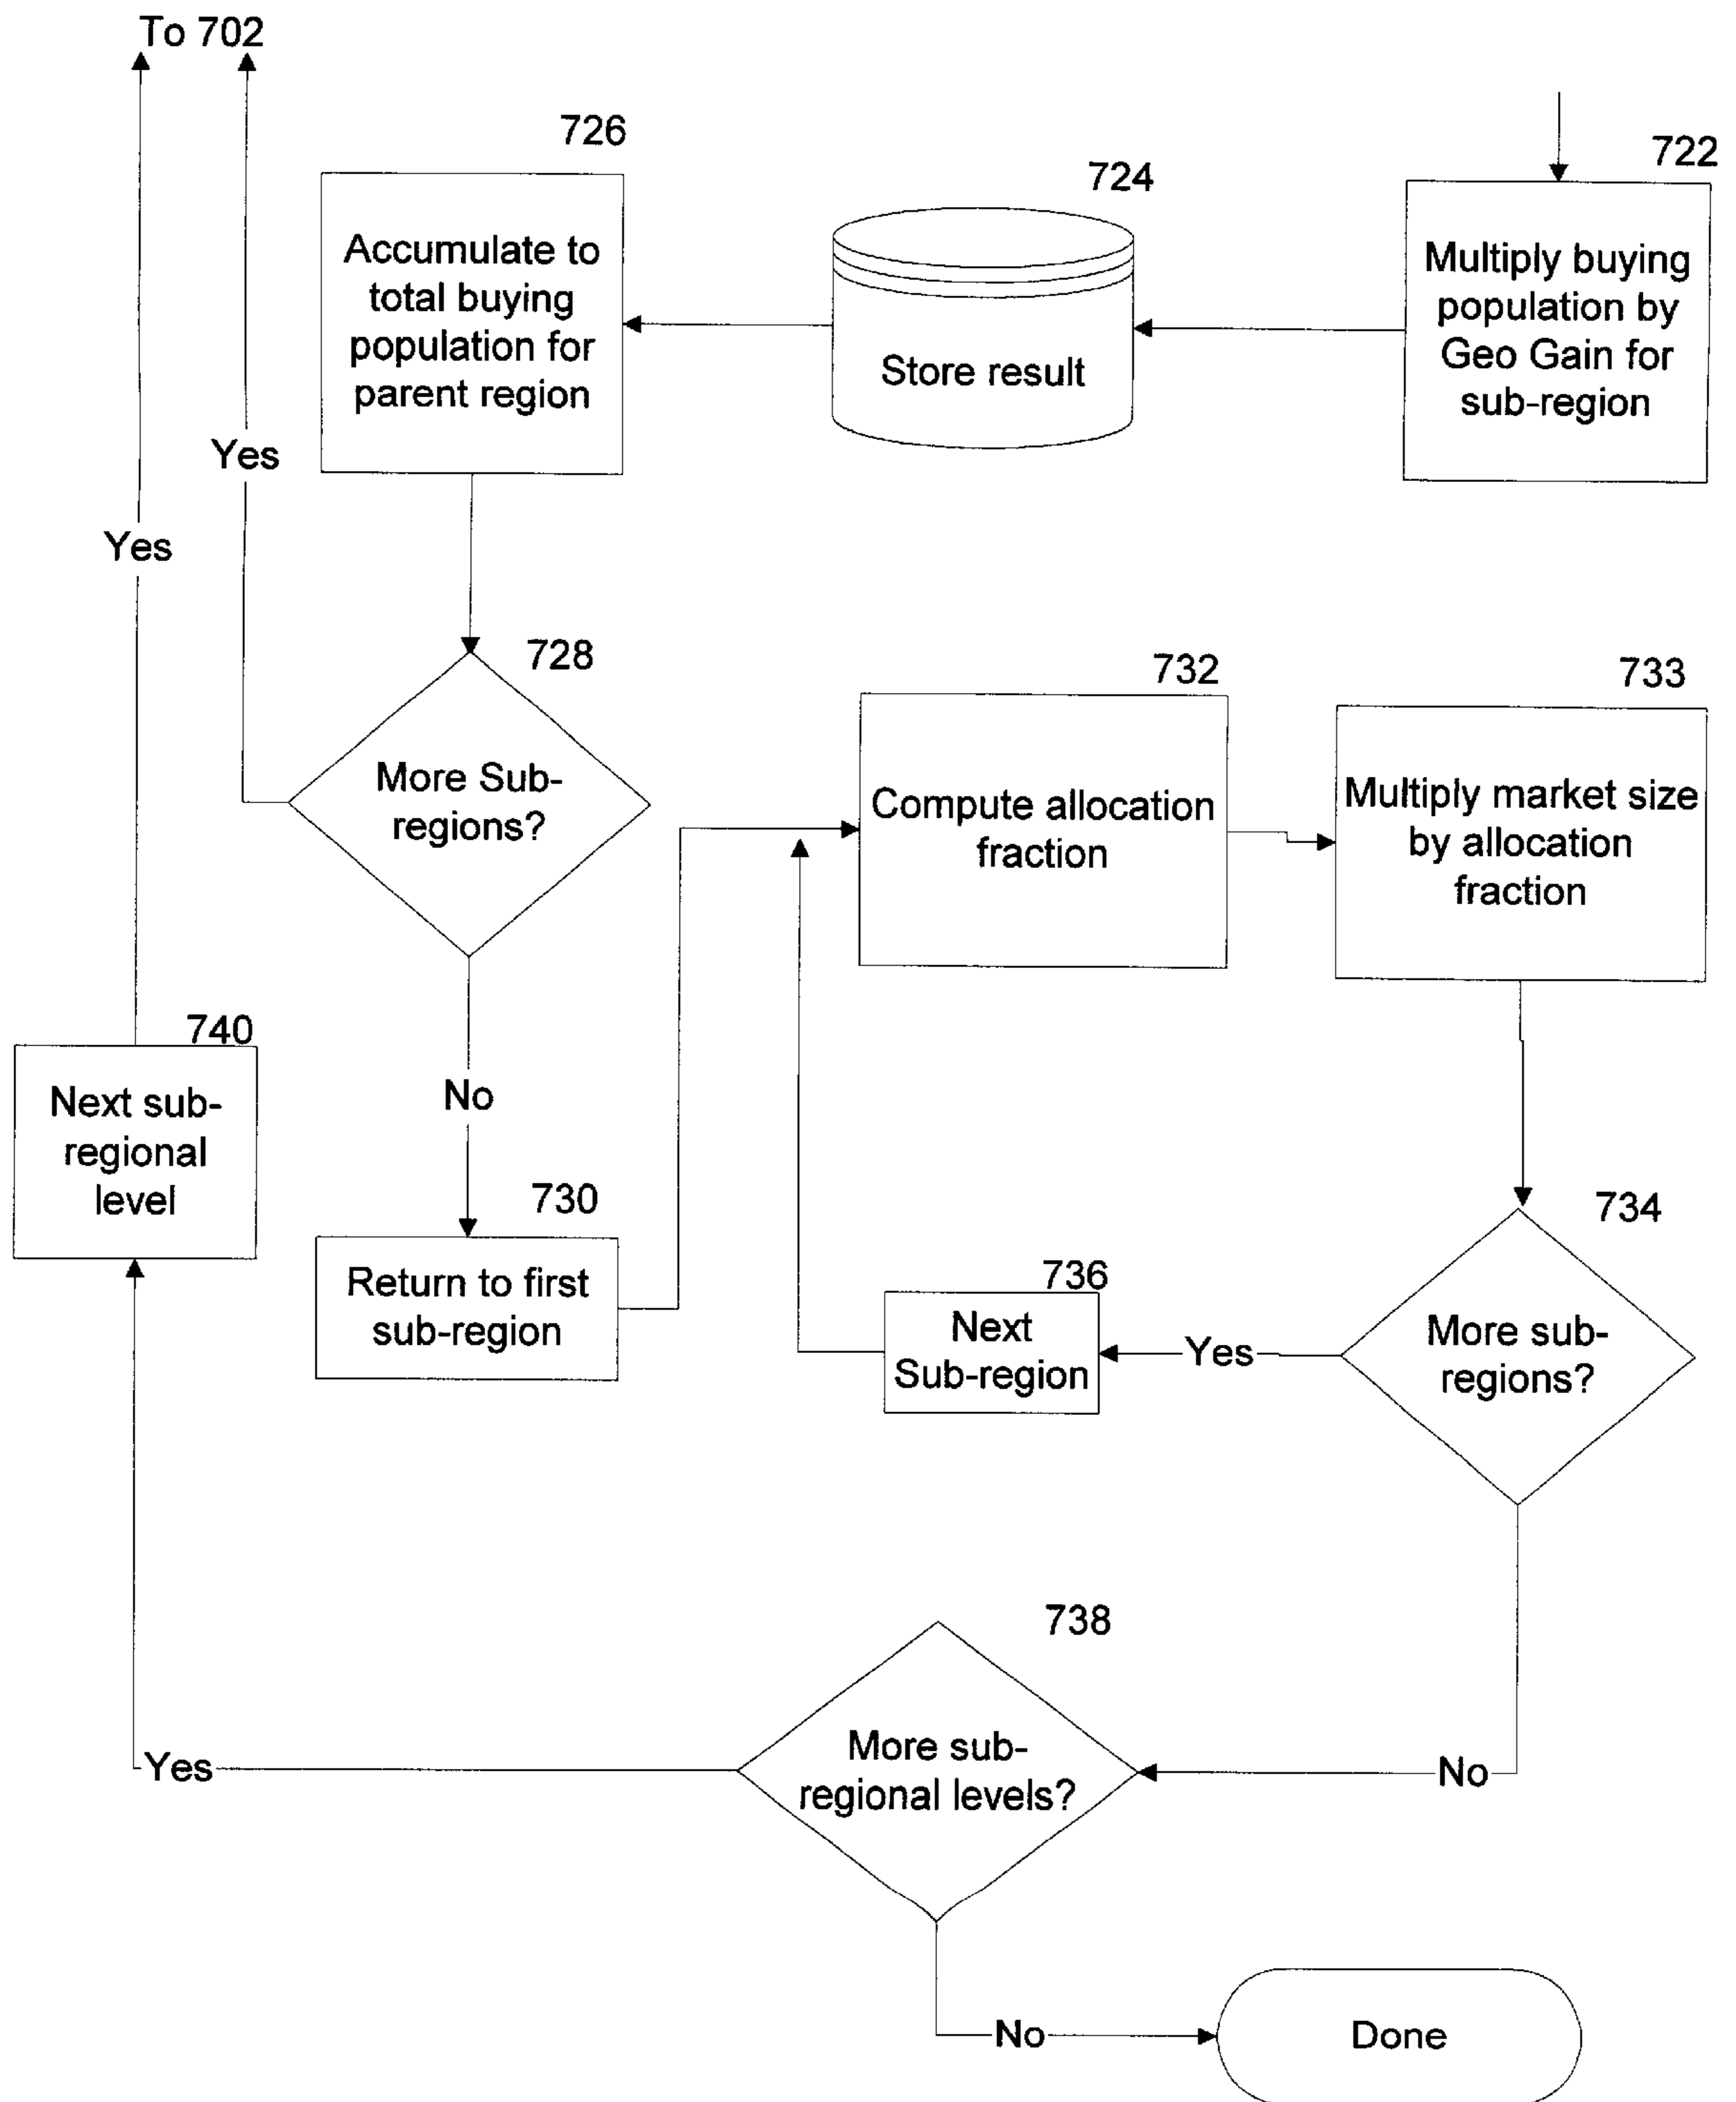 To 702
726
722
724
Multiply buying
population by
Geo Gain for
sub-region
Accumulate to
total buying
population for
parent region
Store result
Yes
Yes
728
More Sub-
regions?
732
733
Compute allocation
fraction
Multiply market size
by allocation
fraction
740
Next sub-
regional
level
No
730
Return to first
sub-region
734
736
Next
Sub-region
Yes
More sub-
regions?
738
More sub-
regional levels?
Yes
No
No
Done